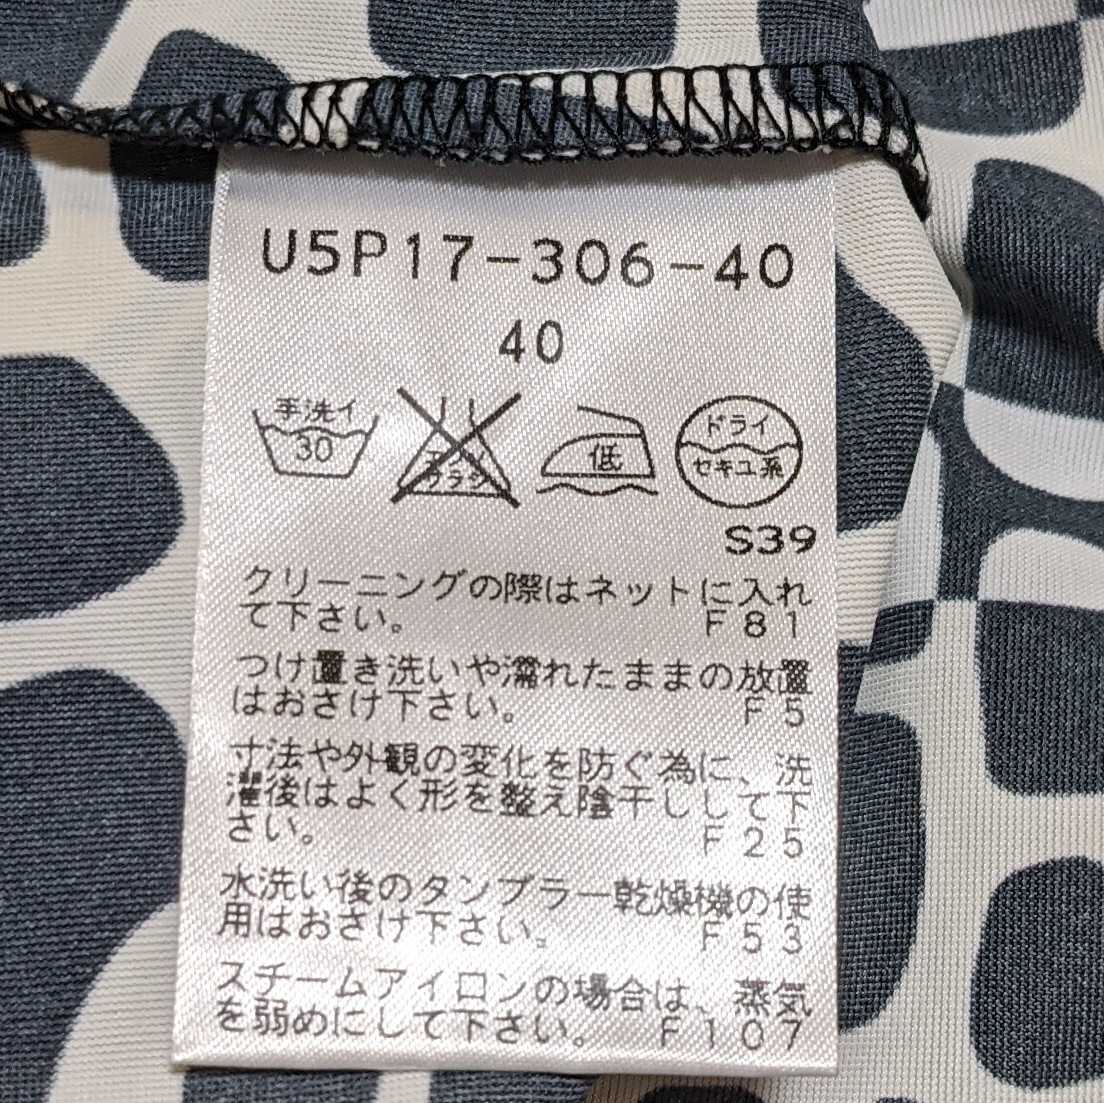 U5P17-306-40
40
手洗イ
30
エンソ
サラシ
低
ドライ
セキユ系
S39
クリーニングの際はネットに入れ
て下さい。 F81
つけ置き洗いや濡れたままの放置
はおさけ下さい。 F5
寸法や外観の変化を防ぐ為に、洗
濯後はよく形を整え陰干しして下
さい。 F25
水洗い後のタンブラー乾燥機の使
用はおさけ下さい。 F53
スチームアイロンの場合は、蒸気
を弱めにして下さい。 F107